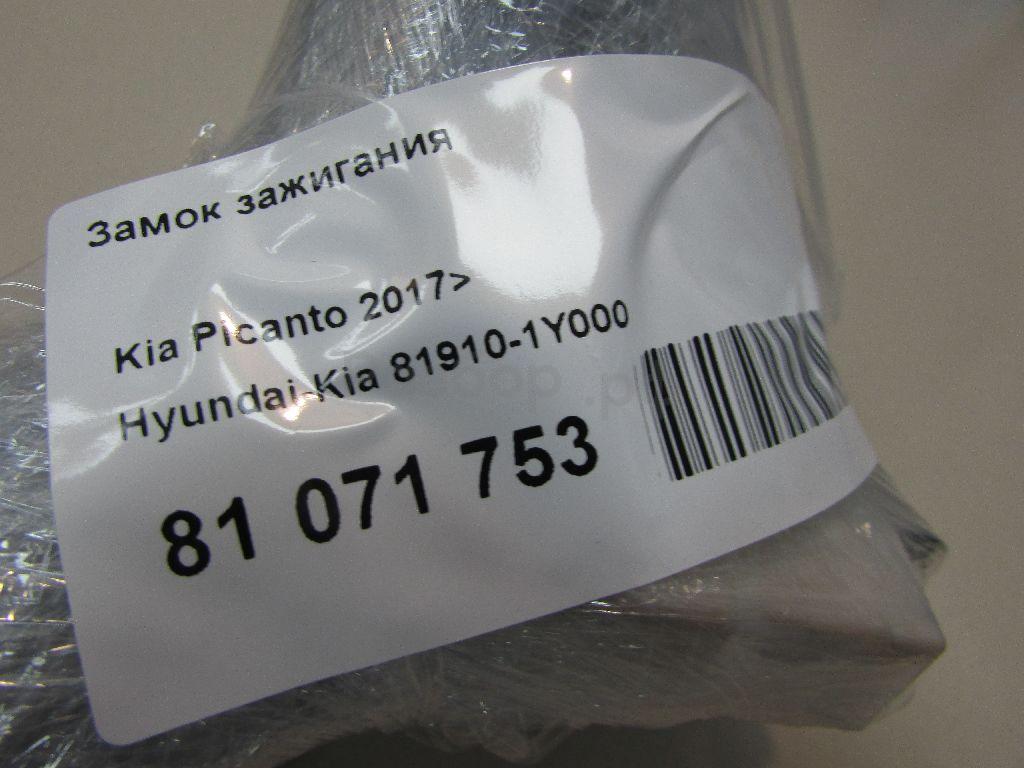 Замок зажигания
Kia Picanto 2017>
Hyundai-Kia 81910-1Y000
81 071 753